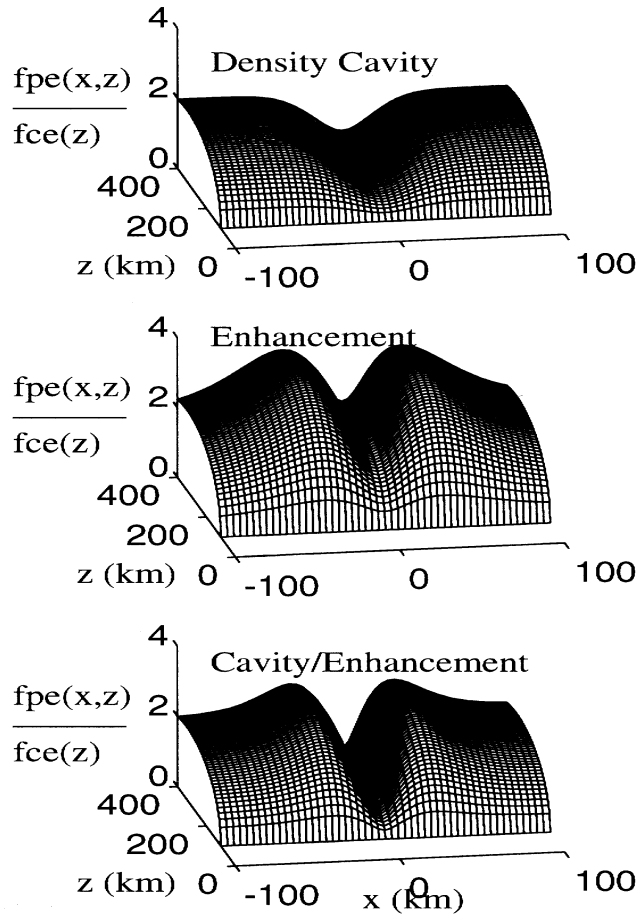 4
Density Cavity
fpe(x,z)
2
fce(z)
0
400
200
z (km) 0 -100 0 100
4
Enhancement
fpe(x,z)
2
fce(z)
0
400
200
z (km) 0 -100 0 100
4
Cavity/Enhancement
fpe(x,z)
2
fce(z)
0
400
200
z (km) 0 -100 0 100
x (km)